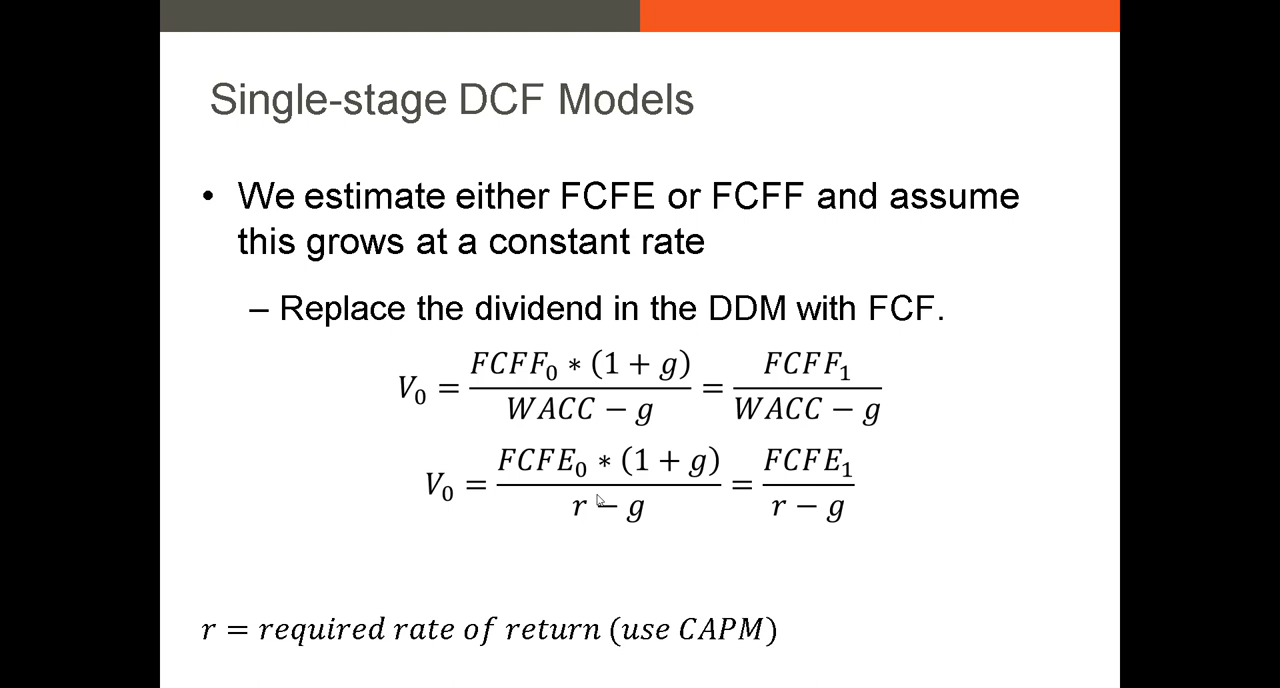 Single-stage DCF Models
• We estimate either FCFE or FCFF and assume
this grows at a constant rate
– Replace the dividend in the DDM with FCF.
V₀ = FCFF₀ ∗ (1 + g) / WACC − g = FCFF₁ / WACC − g
V₀ = FCFE₀ ∗ (1 + g) / r − g = FCFE₁ / r − g
r = required rate of return (use CAPM)